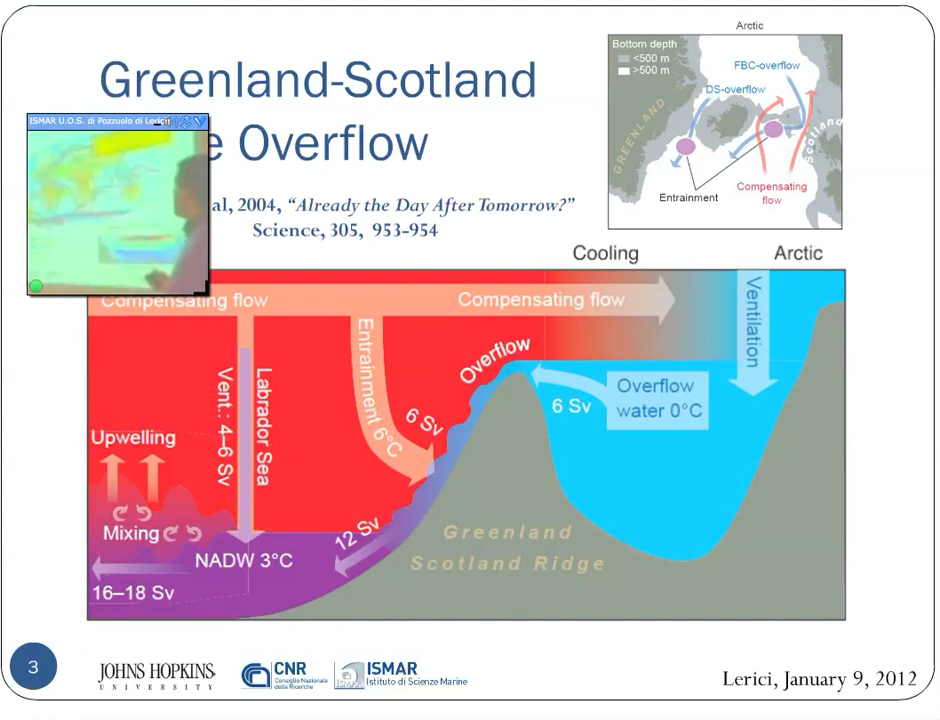 Greenland-Scotland
Overflow
ISMAR U.O.S. di Pozzuolo di Lerici
al, 2004, “Already the Day After Tomorrow?”
Science, 305, 953-954
Arctic
Bottom depth
<500 m
>500 m
FBC-overflow
DS-overflow
GREENLAND
Scotland
Entrainment
Compensating
flow
Cooling
Arctic
Compensating flow
Compensating flow
Ventilation
Overflow
Entrainment 6°C
6 Sv
6 Sv
Overflow
water 0°C
Labrador Sea
Vent.: 4–6 Sv
Upwelling
Mixing
12 Sv
NADW 3°C
16–18 Sv
Greenland
Scotland Ridge
3
JOHNS HOPKINS
UNIVERSITY
CNR
Consiglio Nazionale
delle Ricerche
ISMAR
ISMAR
Istituto di Scienze Marine
Lerici, January 9, 2012